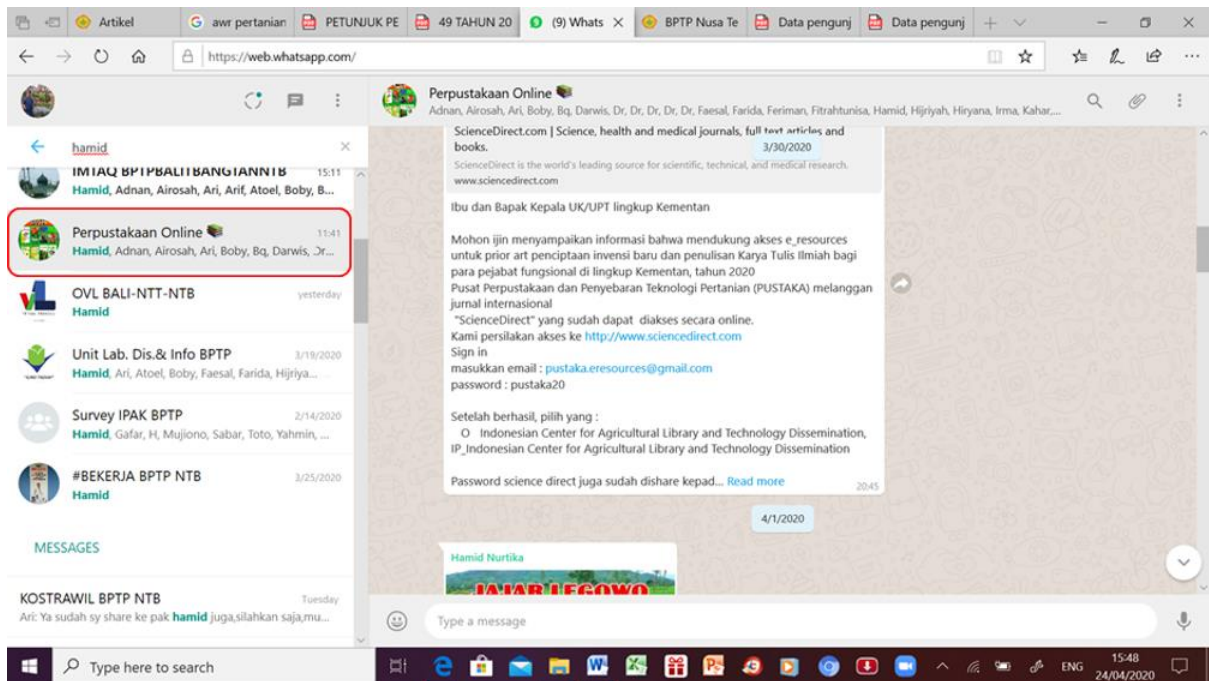 Artikel
awr pertanian
PETUNJUK PE
49 TAHUN 20
(9) Whats
BPTP Nusa Te
Data pengunj
Data pengunj
https://web.whatsapp.com/
Perpustakaan Online
Adnan, Airosah, Ari, Boby, Bq, Darwis, Dr, Dr, Dr, Dr, Dr, Faesal, Farida, Feriman, Fitrahtunisa, Hamid, Hijriyah, Hiryana, Irma, Kahar,...
hamid
IMTAQ BPTPBALITBANGTANNTB 15:11
Hamid, Adnan, Airosah, Ari, Arif, Atoel, Boby, B...
Perpustakaan Online 11:41
Hamid, Adnan, Airosah, Ari, Boby, Bq, Darwis, Dr...
OVL BALI-NTT-NTB yesterday
Hamid
Unit Lab. Dis.& Info BPTP 3/19/2020
Hamid, Ari, Atoel, Boby, Faesal, Farida, Hijriya...
Survey IPAK BPTP 2/14/2020
Hamid, Gafar, H, Mujiono, Sabar, Toto, Yahmin, ...
#BEKERJA BPTP NTB 3/25/2020
Hamid
MESSAGES
KOSTRAWIL BPTP NTB Tuesday
Ari: Ya sudah sy share ke pak hamid juga,silahkan saja,mu...
ScienceDirect.com | Science, health and medical journals, full text articles and
books.
3/30/2020
ScienceDirect is the world's leading source for scientific, technical, and medical research.
www.sciencedirect.com
Ibu dan Bapak Kepala UK/UPT lingkup Kementan
Mohon ijin menyampaikan informasi bahwa mendukung akses e_resources
untuk prior art penciptaan invensi baru dan penulisan Karya Tulis Ilmiah bagi
para pejabat fungsional di lingkup Kementan, tahun 2020
Pusat Perpustakaan dan Penyebaran Teknologi Pertanian (PUSTAKA) melanggan
jurnal internasional
"ScienceDirect" yang sudah dapat diakses secara online.
Kami persilakan akses ke http://www.sciencedirect.com
Sign in
masukkan email : pustaka.eresources@gmail.com
password : pustaka20
Setelah berhasil, pilih yang :
O Indonesian Center for Agricultural Library and Technology Dissemination,
IP_Indonesian Center for Agricultural Library and Technology Dissemination
Password science direct juga sudah dishare kepad... Read more
20:45
4/1/2020
Hamid Nurtika
JAJAR LEGOWO
Type a message
Type here to search
ENG
15:48
24/04/2020